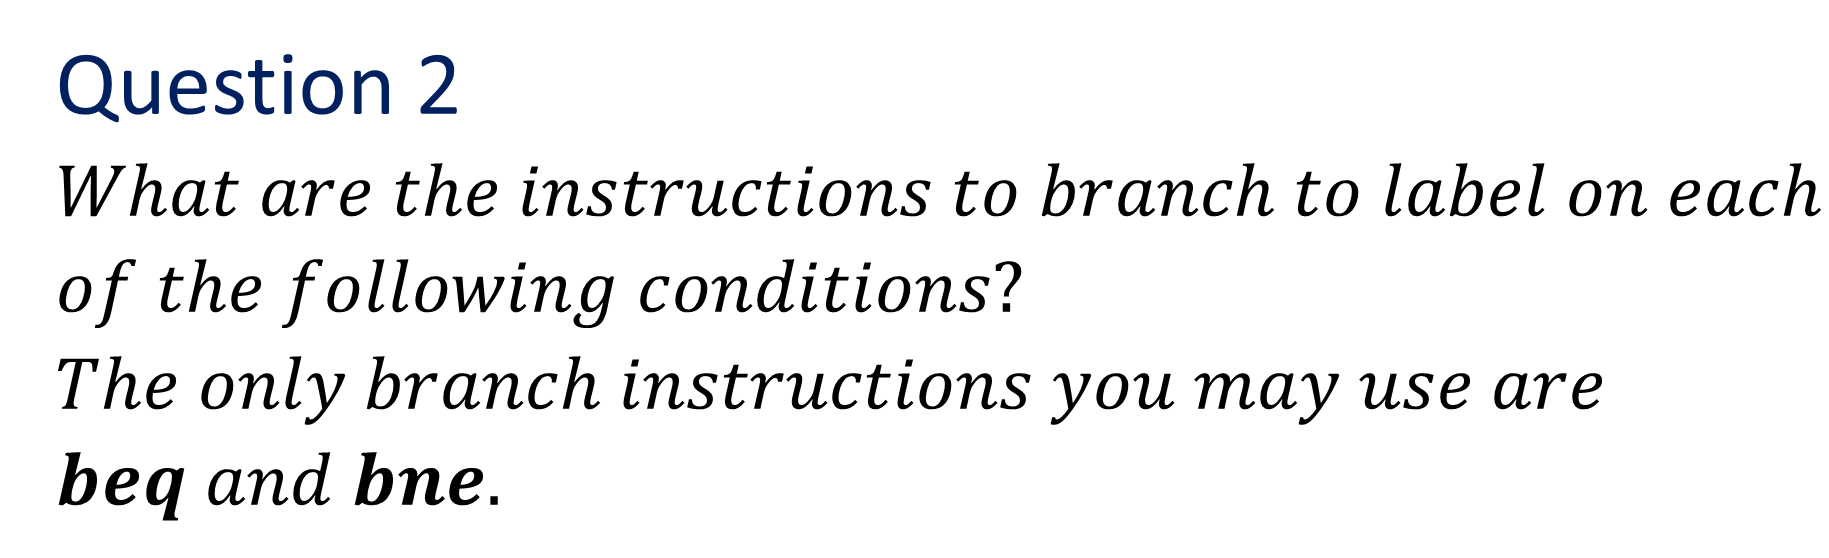 Question 2
What are the instructions to branch to label on each
of the following conditions?
The only branch instructions you may use are
beq and bne.